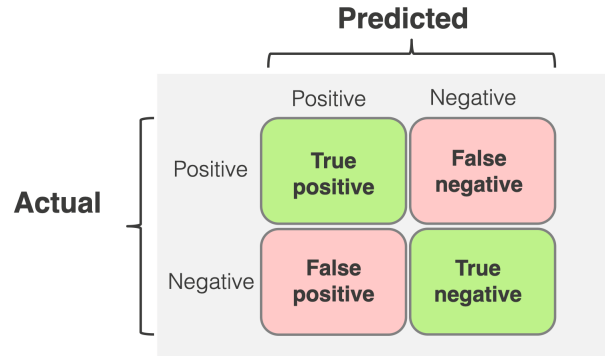 Predicted
Positive Negative
Positive
True
positive
False
negative
Actual
Negative
False
positive
True
negative